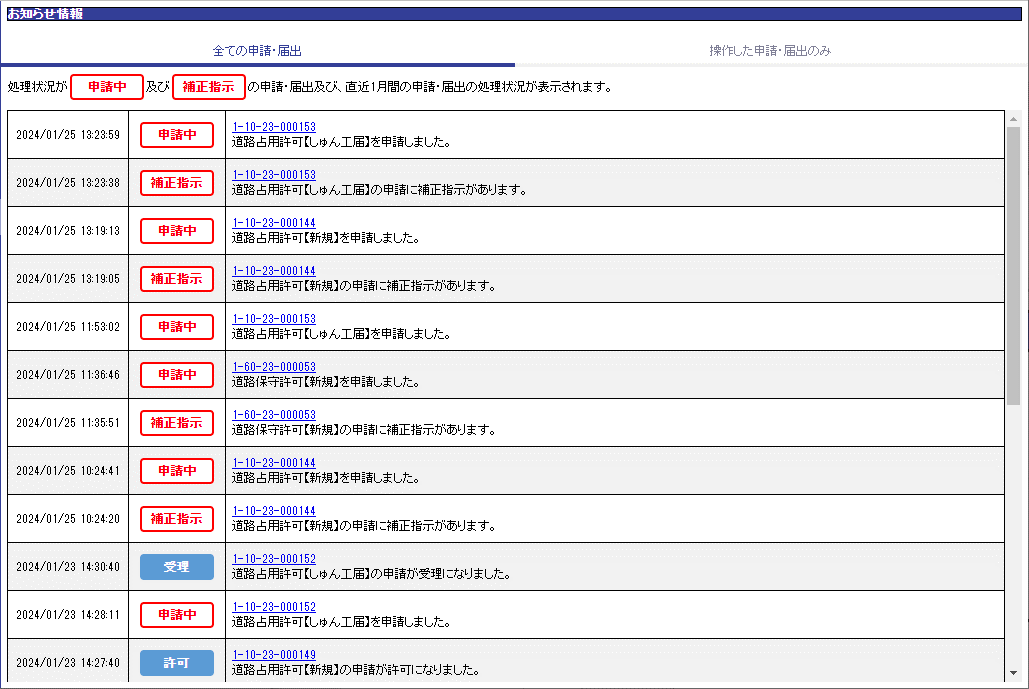 お知らせ情報
全ての申請・届出 操作した申請・届出のみ
処理状況が 申請中 及び 補正指示 の申請・届出及び、直近1月間の申請・届出の処理状況が表示されます。
2024/01/25 13:23:59 申請中 1-10-23-000153
道路占用許可【しゅん工届】を申請しました。
2024/01/25 13:23:38 補正指示 1-10-23-000153
道路占用許可【しゅん工届】の申請に補正指示があります。
2024/01/25 13:19:13 申請中 1-10-23-000144
道路占用許可【新規】を申請しました。
2024/01/25 13:19:05 補正指示 1-10-23-000144
道路占用許可【新規】の申請に補正指示があります。
2024/01/25 11:53:02 申請中 1-10-23-000153
道路占用許可【しゅん工届】を申請しました。
2024/01/25 11:36:46 申請中 1-60-23-000053
道路保守許可【新規】を申請しました。
2024/01/25 11:35:51 補正指示 1-60-23-000053
道路保守許可【新規】の申請に補正指示があります。
2024/01/25 10:24:41 申請中 1-10-23-000144
道路占用許可【新規】を申請しました。
2024/01/25 10:24:20 補正指示 1-10-23-000144
道路占用許可【新規】の申請に補正指示があります。
2024/01/23 14:30:40 受理 1-10-23-000152
道路占用許可【しゅん工届】の申請が受理になりました。
2024/01/23 14:28:11 申請中 1-10-23-000152
道路占用許可【しゅん工届】を申請しました。
2024/01/23 14:27:40 許可 1-10-23-000149
道路占用許可【新規】の申請が許可になりました。